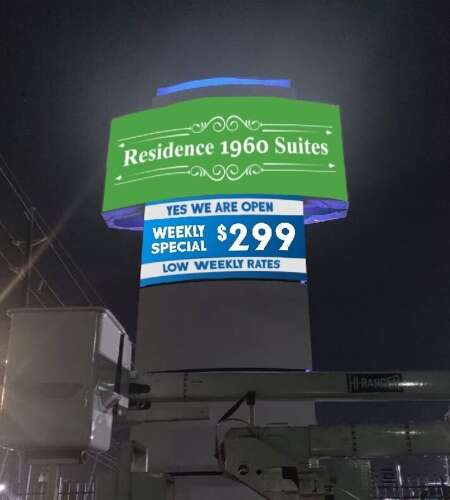 Residence 1960 Suites
YES WE ARE OPEN
WEEKLY
SPECIAL $299
LOW WEEKLY RATES
HI-RANGER